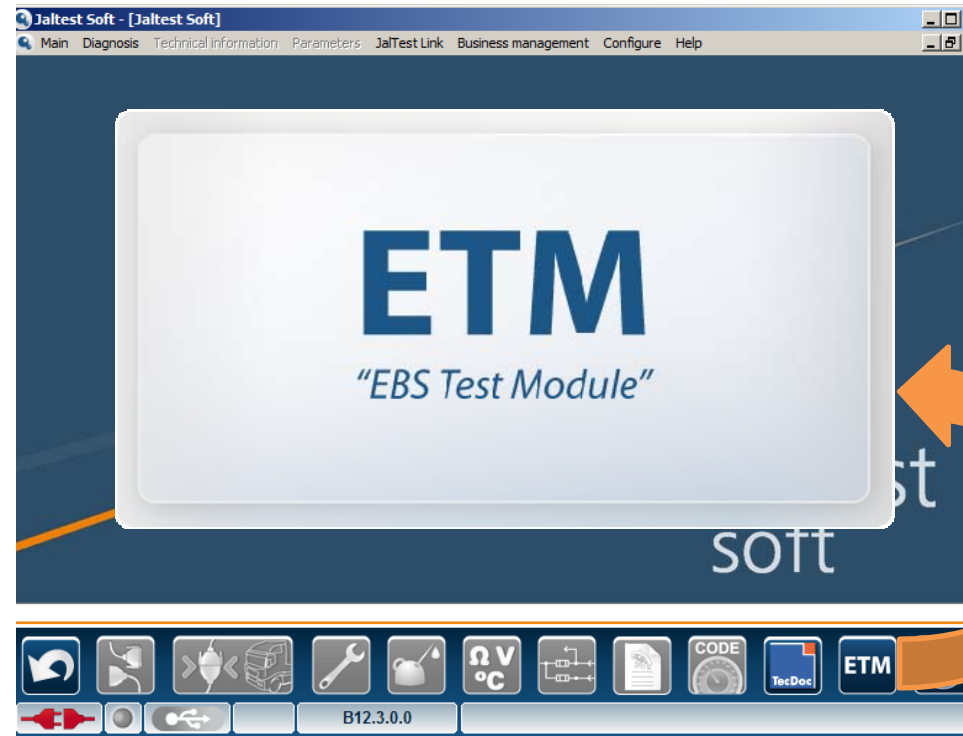 Jaltest Soft - [Jaltest Soft]
Main Diagnosis Technical information Parameters JalTest Link Business management Configure Help
ETM
"EBS Test Module"
st
soft
Ω V
°C
CODE
TecDoc
ETM
B12.3.0.0